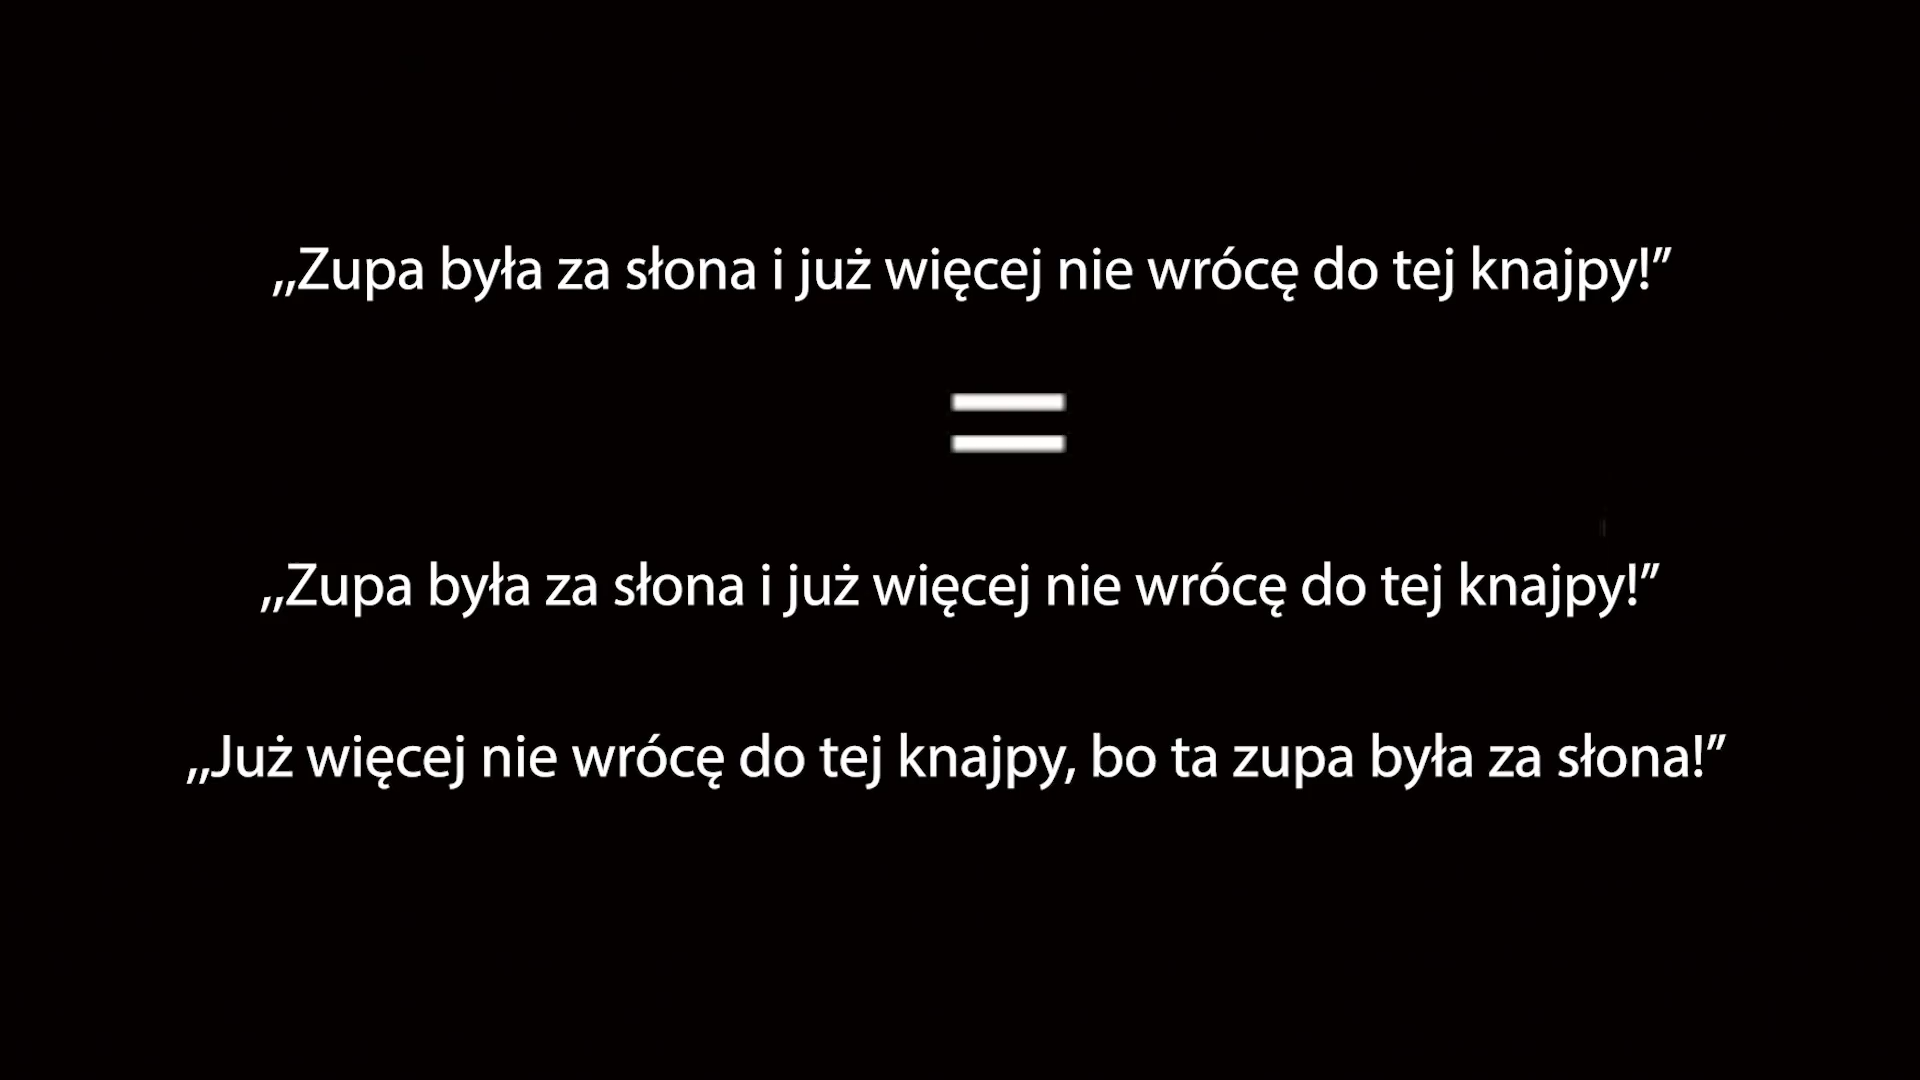 ,,Zupa była za słona i już więcej nie wrócę do tej knajpy!”
=
,,Zupa była za słona i już więcej nie wrócę do tej knajpy!”
,,Już więcej nie wrócę do tej knajpy, bo ta zupa była za słona!”